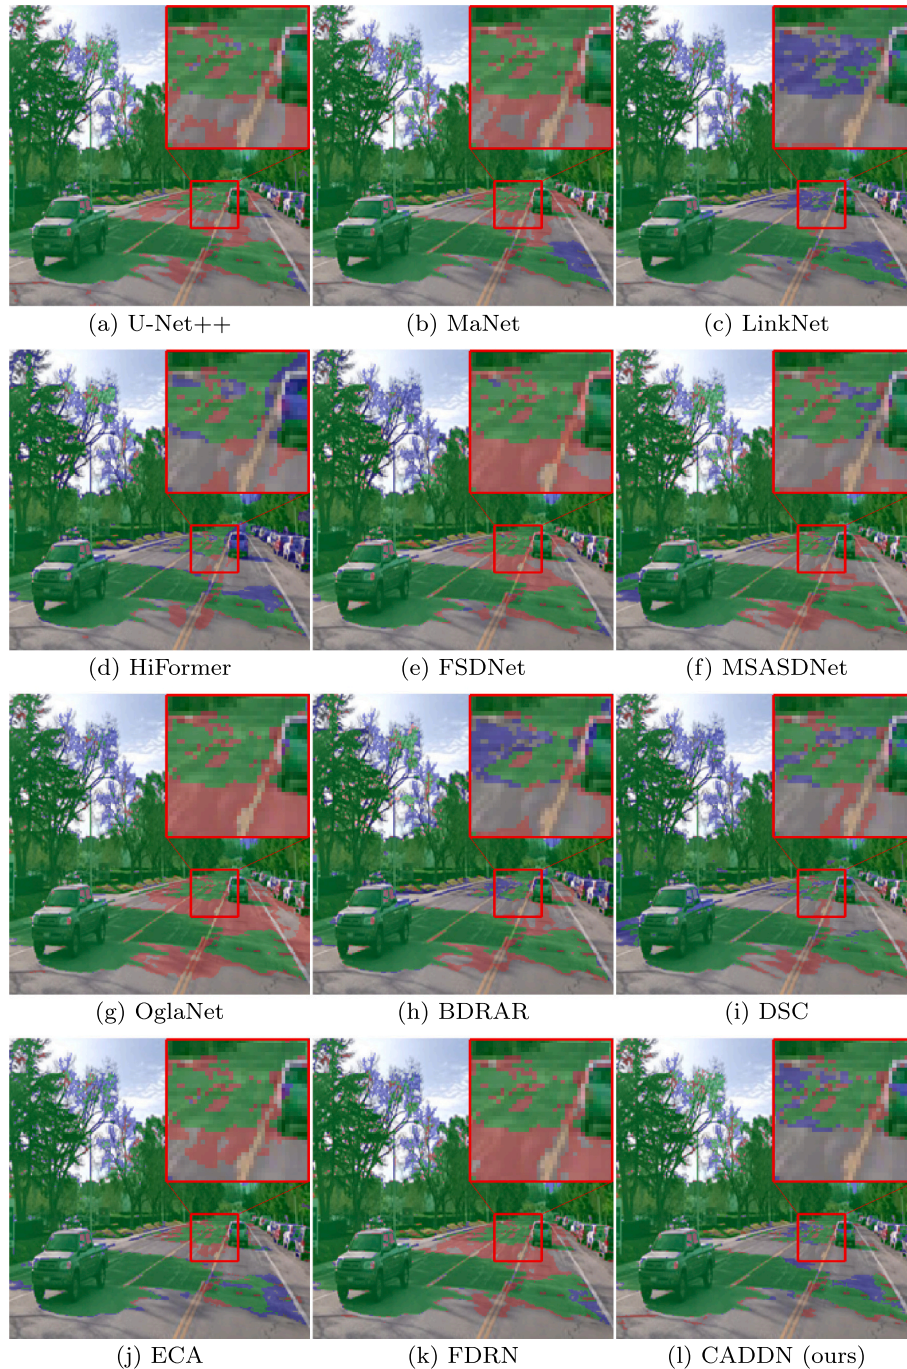 (a) U-Net++ (b) MaNet (c) LinkNet
(d) HiFormer (e) FSDNet (f) MSASDNet
(g) OglaNet (h) BDRAR (i) DSC
(j) ECA (k) FDRN (l) CADDN (ours)